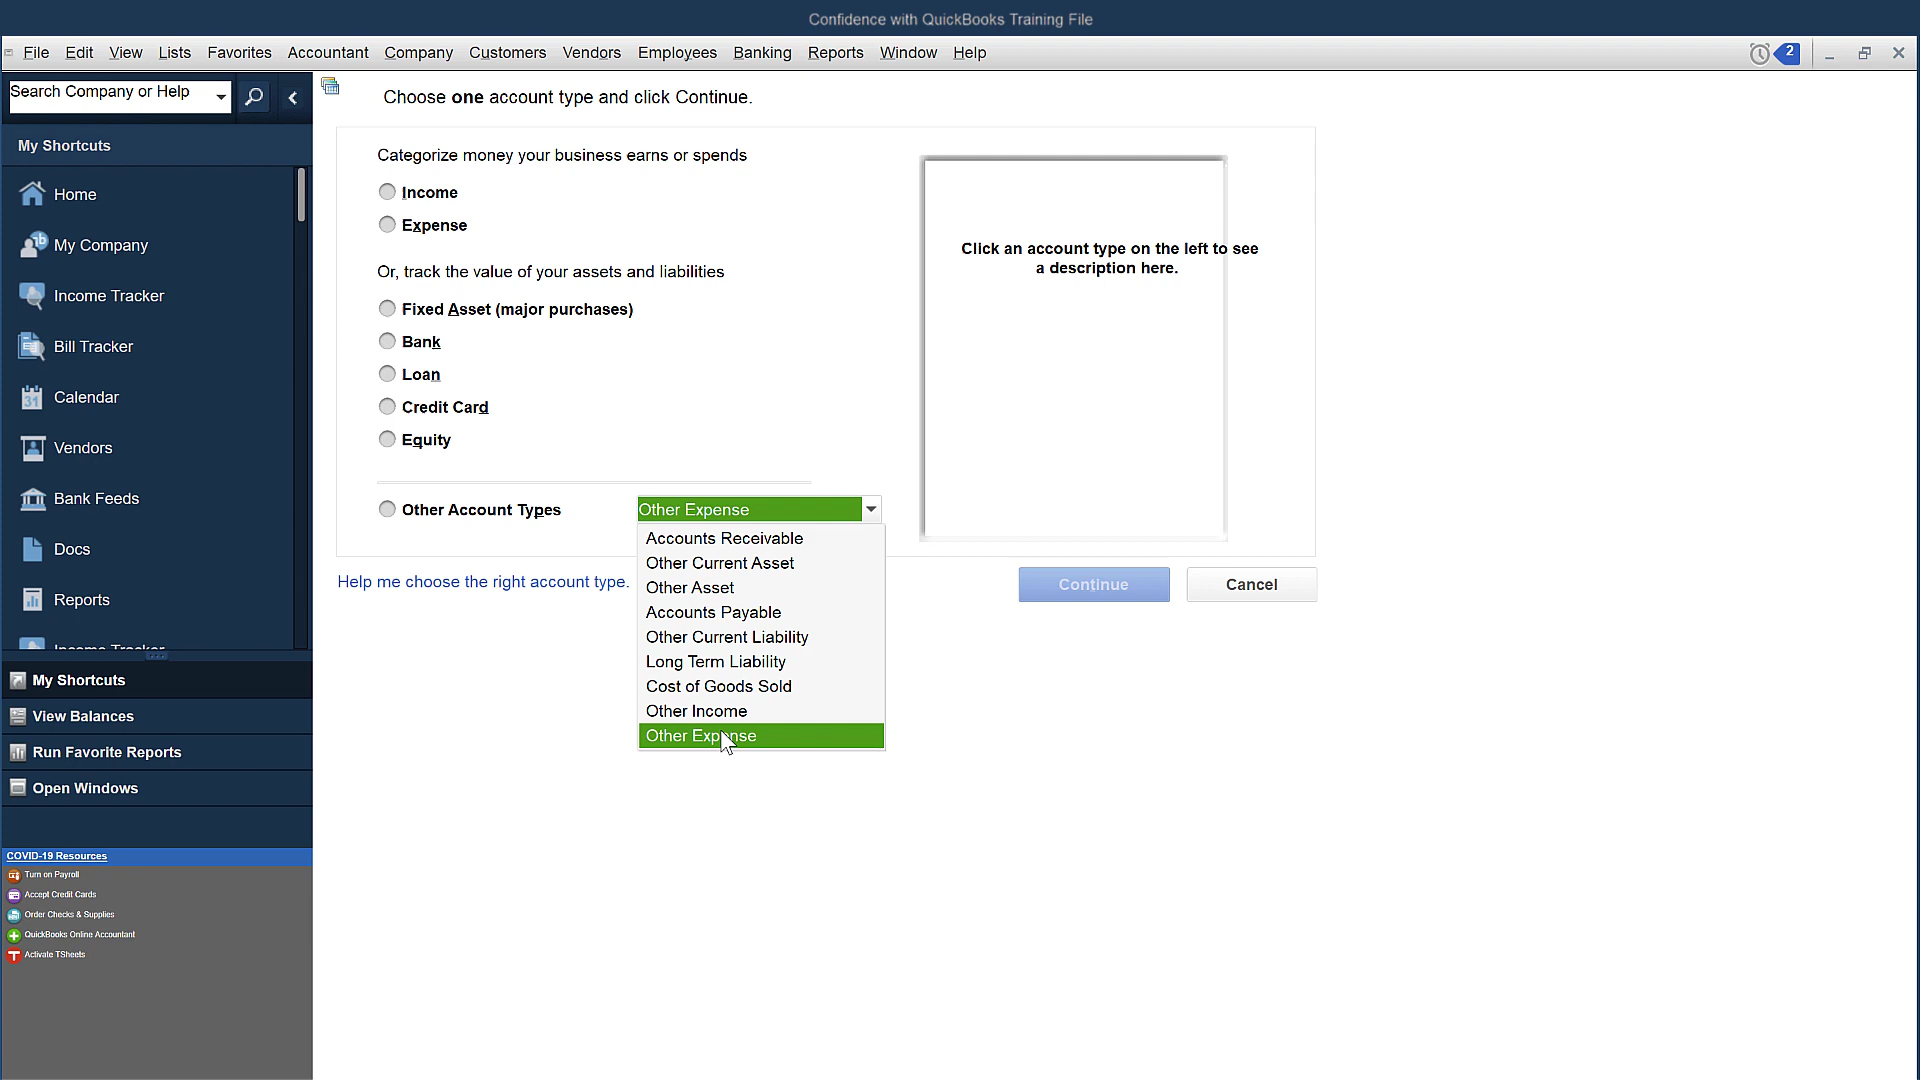 Confidence with QuickBooks Training File
File Edit View Lists Favorites Accountant Company Customers Vendors Employees Banking Reports Window Help
2
Search Company or Help
My Shortcuts
Home
My Company
Income Tracker
Bill Tracker
Calendar
31
Vendors
Bank Feeds
Docs
Reports
Income Tracker
My Shortcuts
View Balances
Run Favorite Reports
Open Windows
COVID-19 Resources
Turn on Payroll
Accept Credit Cards
Order Checks & Supplies
QuickBooks Online Accountant
Activate TSheets
Choose one account type and click Continue.
Categorize money your business earns or spends
Income
Expense
Or, track the value of your assets and liabilities
Fixed Asset (major purchases)
Bank
Loan
Credit Card
Equity
Other Account Types
Other Expense
Accounts Receivable
Other Current Asset
Other Asset
Accounts Payable
Other Current Liability
Long Term Liability
Cost of Goods Sold
Other Income
Other Expense
Help me choose the right account type.
Click an account type on the left to see
a description here.
Continue
Cancel